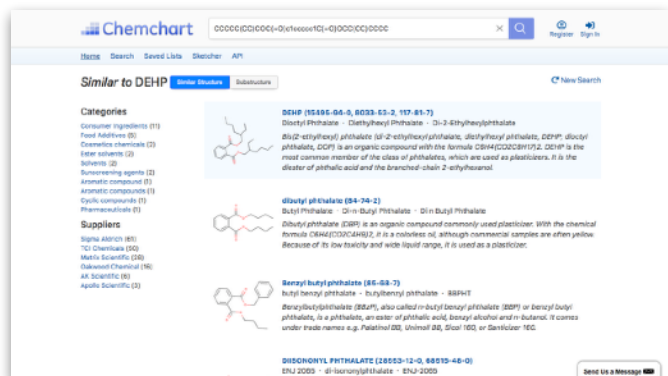 Chemchart
CCCCC(CC)COC(=O)c1ccccc1C(=O)OCC(CC)CCCC
Register Sign In
Home Search Saved Lists Sketcher API
Similar to DEHP Similar Structure Substructure
New Search
Categories
Consumer Ingredients (11)
Food Additives (5)
Cosmetics chemicals (3)
Ester solvents (2)
Solvents (2)
Sunscreening agents (2)
Aromatic compound (1)
Aromatic compounds (1)
Cyclic compounds (1)
Pharmaceuticals (1)
Suppliers
Sigma Aldrich (61)
TCI Chemicals (50)
Matrix Scientific (28)
Oakwood Chemical (16)
AK Scientific (6)
Apollo Scientific (3)
DEHP (15495-94-0, 8033-53-2, 117-81-7)
Dioctyl Phthalate · Diethylhexyl Phthalate · Di-2-Ethylhexylphthalate
Bis(2-ethylhexyl) phthalate (di-2-ethylhexyl phthalate, diethylhexyl phthalate, DEHP; dioctyl
phthalate, DOP) is an organic compound with the formula C6H4(CO2C8H17)2. DEHP is the
most common member of the class of phthalates, which are used as plasticizers. It is the
diester of phthalic acid and the branched-chain 2-ethylhexanol.
dibutyl phthalate (84-74-2)
Butyl Phthalate · Di-n-Butyl Phthalate · Di n Butyl Phthalate
Dibutyl phthalate (DBP) is an organic compound commonly used plasticizer. With the chemical
formula C6H4(CO2C4H9)2, it is a colorless oil, although commercial samples are often yellow.
Because of its low toxicity and wide liquid range, it is used as a plasticizer.
Benzyl butyl phthalate (85-68-7)
butyl benzyl phthalate · butylbenzyl phthalate · BBPHT
Benzylbutylphthalate (BBzP), also called n-butyl benzyl phthalate (BBP) or benzyl butyl
phthalate, is a phthalate, an ester of phthalic acid, benzyl alcohol and n-butanol. It comes
under trade names e.g. Palatinol BB, Unimoll BB, Sicol 160, or Santicizer 160.
DIISONONYL PHTHALATE (28553-12-0, 68515-48-0)
ENJ 2065 · di-isononylphthalate · ENJ-2065
Send Us a Message